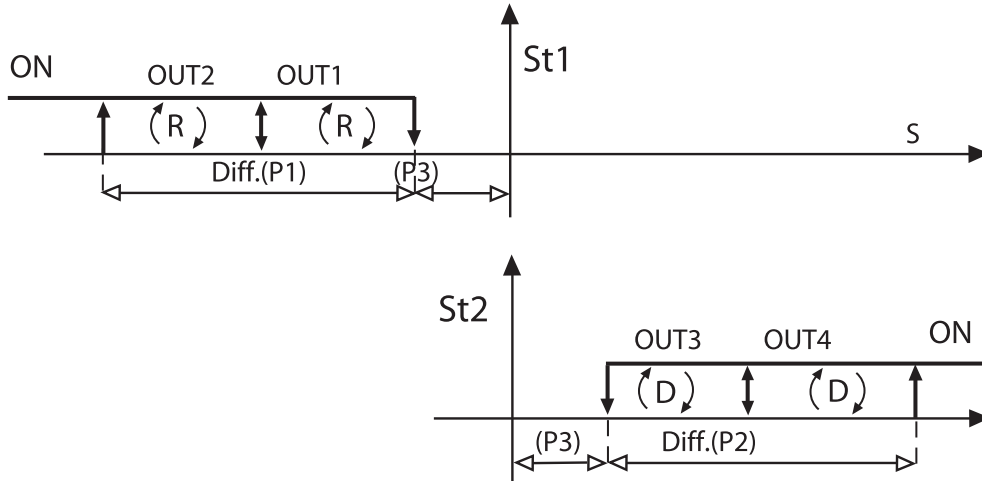 St1
ON
OUT2 OUT1
R R
S
Diff.(P1) (P3)
St2
OUT3 OUT4 ON
D D
(P3) Diff.(P2)